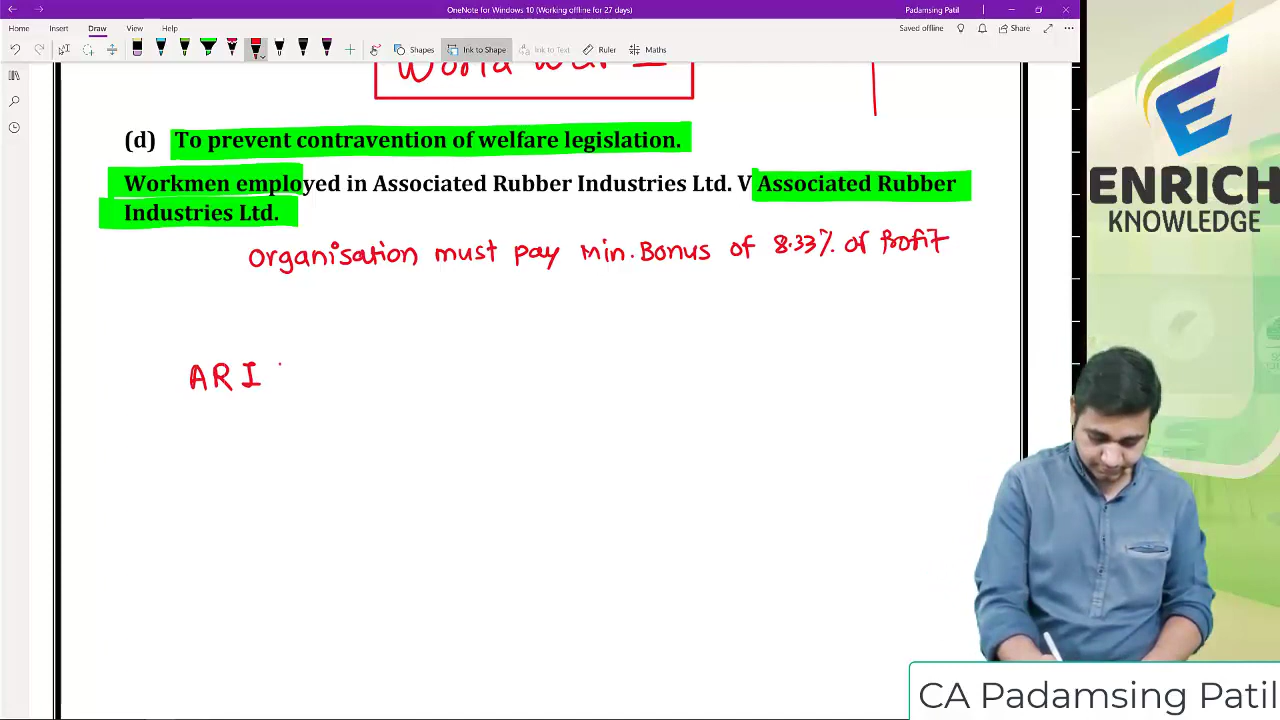 OneNote for Windows 10 (Working offline for 27 days)
Padamsing Patil
Home Insert Draw View Help
Saved offline
Share
Shapes
Ink to Shape
Ink to Text
Ruler
Maths
World War II
(d) To prevent contravention of welfare legislation.
Workmen employed in Associated Rubber Industries Ltd. V Associated Rubber
Industries Ltd.
Organisation must pay min. Bonus of 8.33% of Profit
ARI
ENRICH
KNOWLEDGE
CA Padamsing Patil